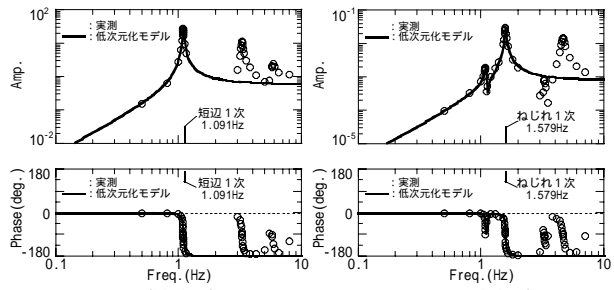 10²
: 実測
: 低次元化モデル
Amp.
短辺1次
1.091Hz
10⁻²
180
: 実測
: 低次元化モデル
短辺1次
1.091Hz
Phase(deg.)
0
-180
0.1
1
10
Freq.(Hz)
10⁻¹
: 実測
: 低次元化モデル
Amp.
ねじれ1次
1.579Hz
10⁻⁵
180
: 実測
: 低次元化モデル
ねじれ1次
1.579Hz
Phase(deg.)
0
-180
0.1
1
10
Freq.(Hz)